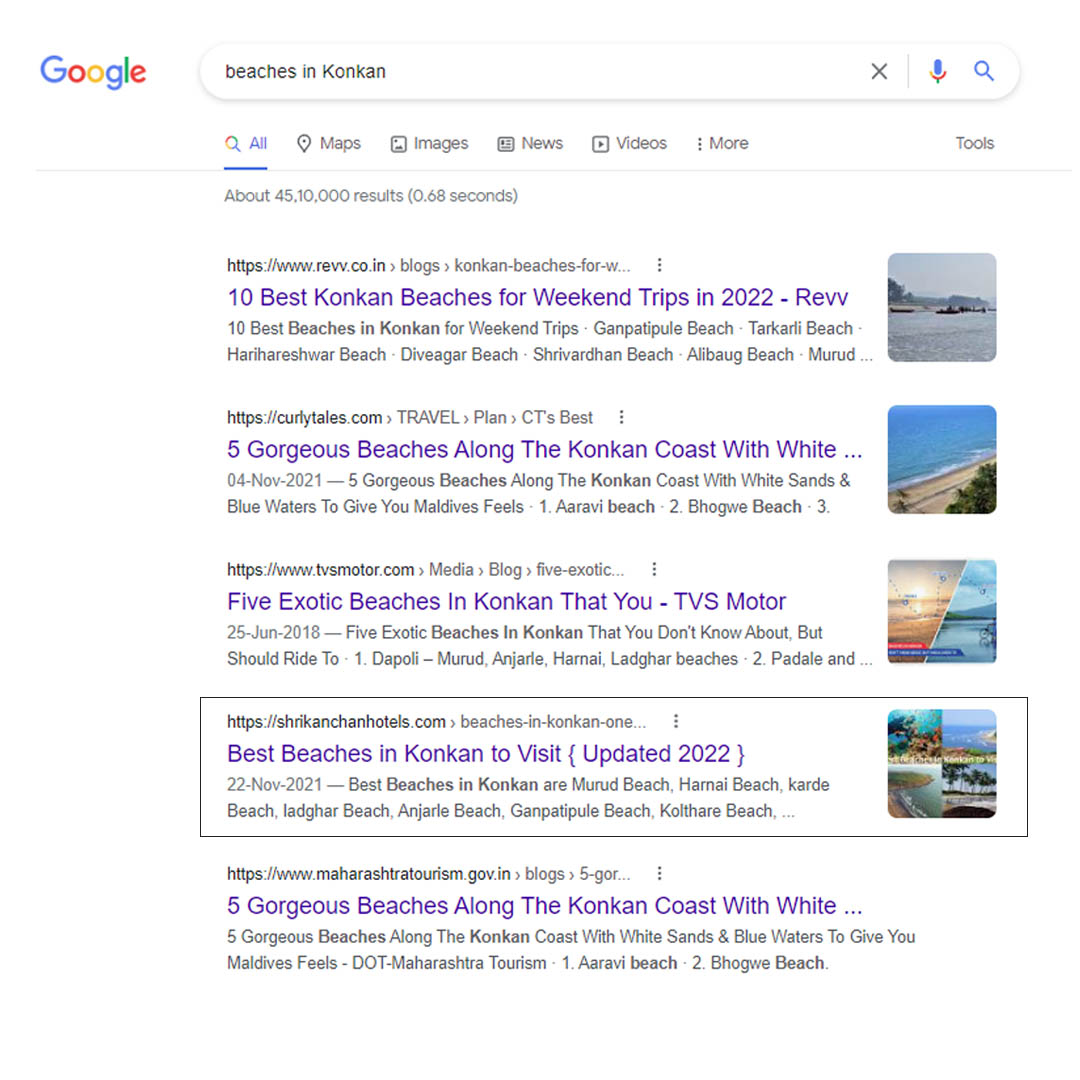 Google
beaches in Konkan
All Maps Images News Videos More Tools
About 45,10,000 results (0.68 seconds)
https://www.revv.co.in › blogs › konkan-beaches-for-w...
10 Best Konkan Beaches for Weekend Trips in 2022 - Revv
10 Best Beaches in Konkan for Weekend Trips · Ganpatipule Beach · Tarkarli Beach ·
Harihareshwar Beach · Diveagar Beach · Shrivardhan Beach · Alibaug Beach · Murud ...
https://curlytales.com › TRAVEL › Plan › CT's Best
5 Gorgeous Beaches Along The Konkan Coast With White ...
04-Nov-2021 — 5 Gorgeous Beaches Along The Konkan Coast With White Sands &
Blue Waters To Give You Maldives Feels · 1. Aaravi beach · 2. Bhogwe Beach · 3.
https://www.tvsmotor.com › Media › Blog › five-exotic...
Five Exotic Beaches In Konkan That You - TVS Motor
25-Jun-2018 — Five Exotic Beaches In Konkan That You Don't Know About, But
Should Ride To · 1. Dapoli – Murud, Anjarle, Harnai, Ladghar beaches · 2. Padale and ...
https://shrikanchanhotels.com › beaches-in-konkan-one...
Best Beaches in Konkan to Visit { Updated 2022 }
22-Nov-2021 — Best Beaches in Konkan are Murud Beach, Harnai Beach, karde
Beach, ladghar Beach, Anjarle Beach, Ganpatipule Beach, Kolthare Beach, ...
https://www.maharashtratourism.gov.in › blogs › 5-gor...
5 Gorgeous Beaches Along The Konkan Coast With White ...
5 Gorgeous Beaches Along The Konkan Coast With White Sands & Blue Waters To Give You
Maldives Feels - DOT-Maharashtra Tourism · 1. Aaravi beach · 2. Bhogwe Beach.